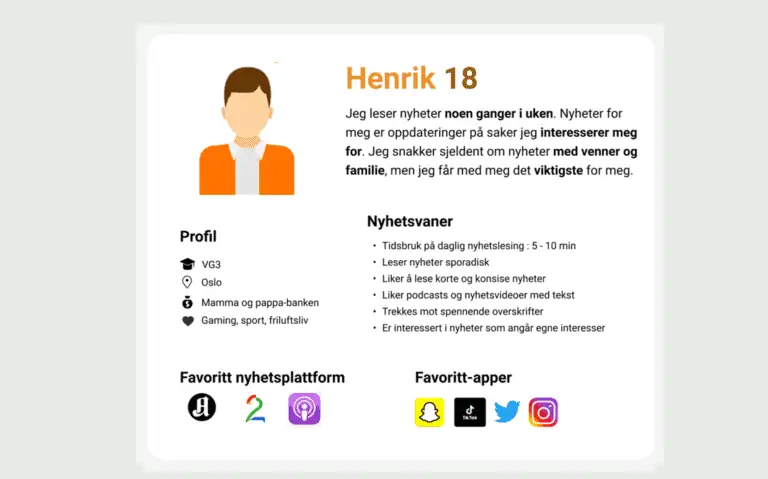 Henrik 18
Jeg leser nyheter noen ganger i uken. Nyheter for
meg er oppdateringer på saker jeg interesserer meg
for. Jeg snakker sjeldent om nyheter med venner og
familie, men jeg får med meg det viktigste for meg.
Profil
VG3
Oslo
Mamma og pappa-banken
Gaming, sport, friluftsliv
Nyhetsvaner
• Tidsbruk på daglig nyhetslesing : 5 - 10 min
• Leser nyheter sporadisk
• Liker å lese korte og konsise nyheter
• Liker podcasts og nyhetsvideoer med tekst
• Trekkes mot spennende overskrifter
• Er interessert i nyheter som angår egne interesser
Favoritt nyhetsplattform
A
2
Favoritt-apper
TikTok